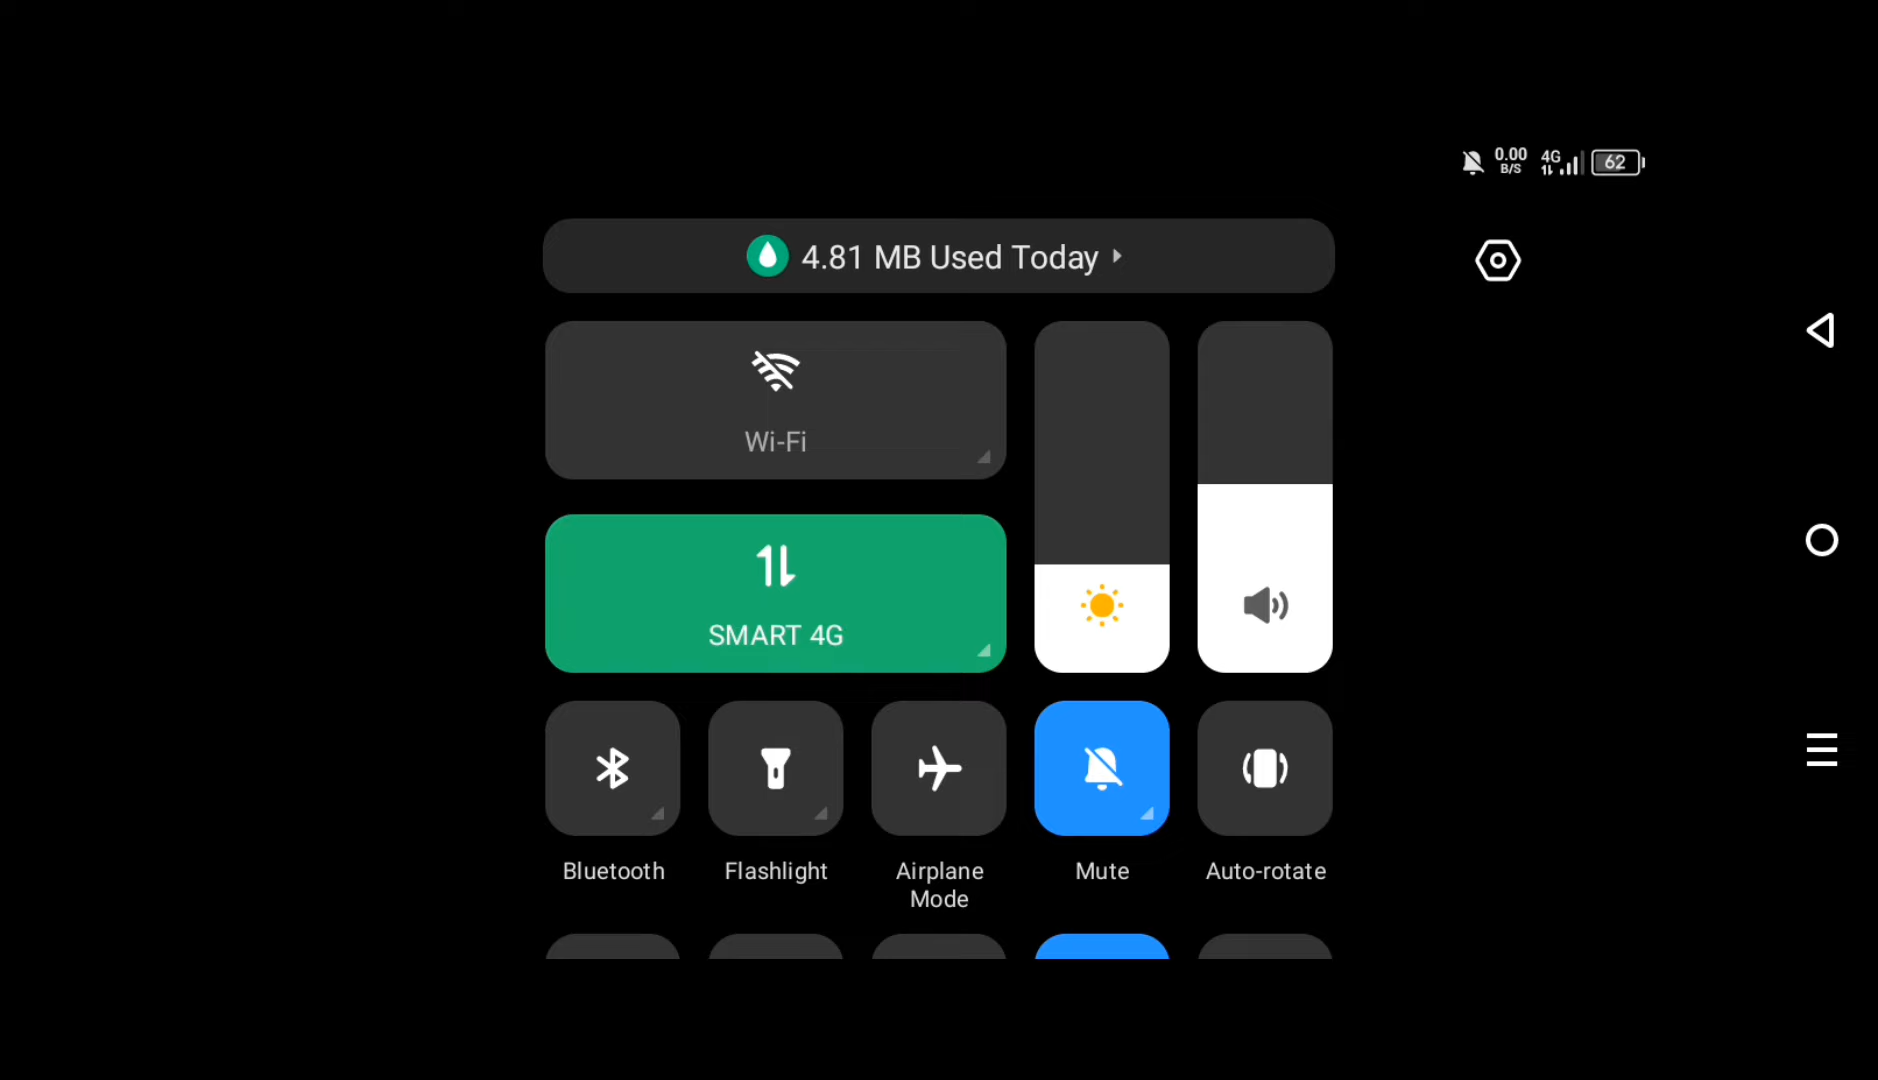 0.00
B/S
4G
62
4.81 MB Used Today
Wi-Fi
SMART 4G
Bluetooth
Flashlight
Airplane
Mode
Mute
Auto-rotate